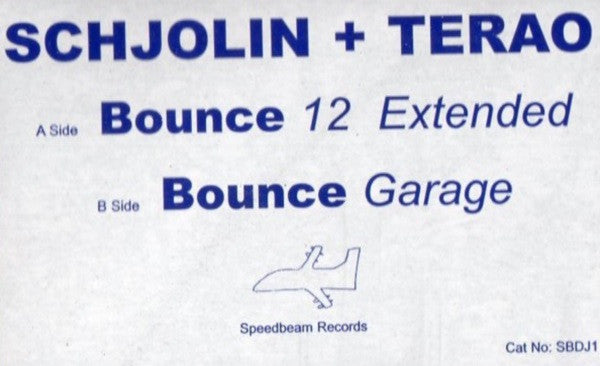 SCHJOLIN + TERAO
A Side Bounce 12 Extended
B Side Bounce Garage
Speedbeam Records
Cat No: SBDJ1